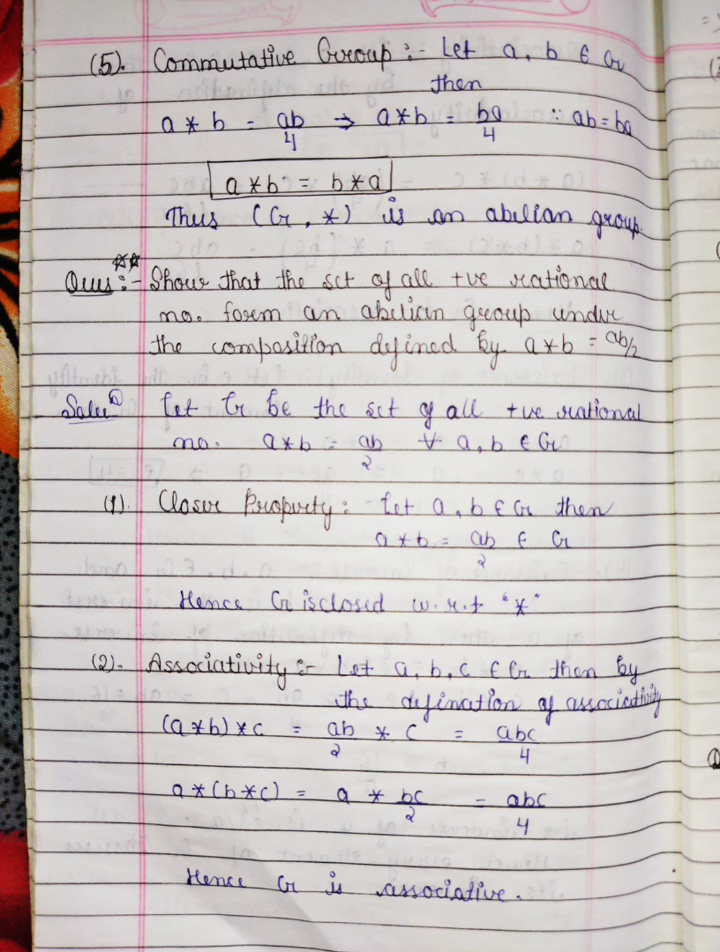 (5). Commutative Group :- Let a, b ∈ G
then
a * b = ab/4 ⇒ a*b = ba/4 ∵ ab = ba
a * b = b * a
Thus (G, *) is an abelian group.
Ques :- Show that the set of all +ve rational
no. form an abelian group under
the composition defined by a*b = ab/2
Solun Let G be the set of all +ve rational
no. a*b = ab/2 ∀ a, b ∈ G
(1). Closur Property : Let a, b ∈ G then
a*b = ab/2 ∈ G
Hence G is closed w.r.t "*"
(2). Associativity :- Let a, b, c ∈ G then by
the defination of associativity
(a*b)*c = ab/2 * c = abc/4
a*(b*c) = a * bc/2 = abc/4
Hence G is associative.